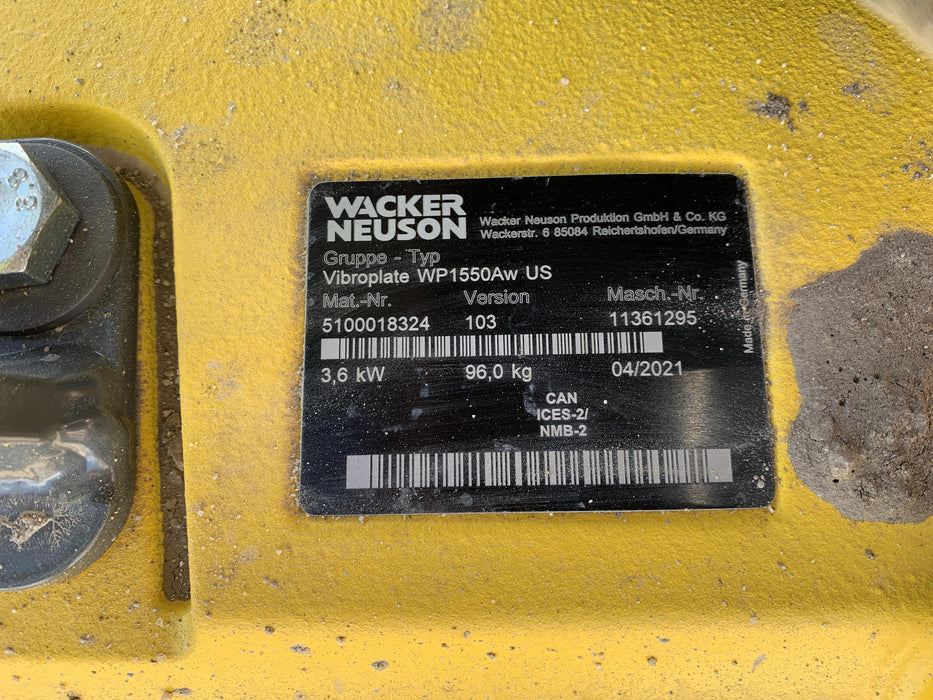 WACKER
NEUSON
Wacker Neuson Produktion GmbH & Co. KG
Wackerstr. 6 85084 Reichertshofen/Germany
Gruppe - Typ
Vibroplate WP1550Aw US
Mat.-Nr. Version Masch.-Nr.
5100018324 103 11361295
3,6 kW 96,0 kg 04/2021
CAN
ICES-2/
NMB-2
Made in Germany